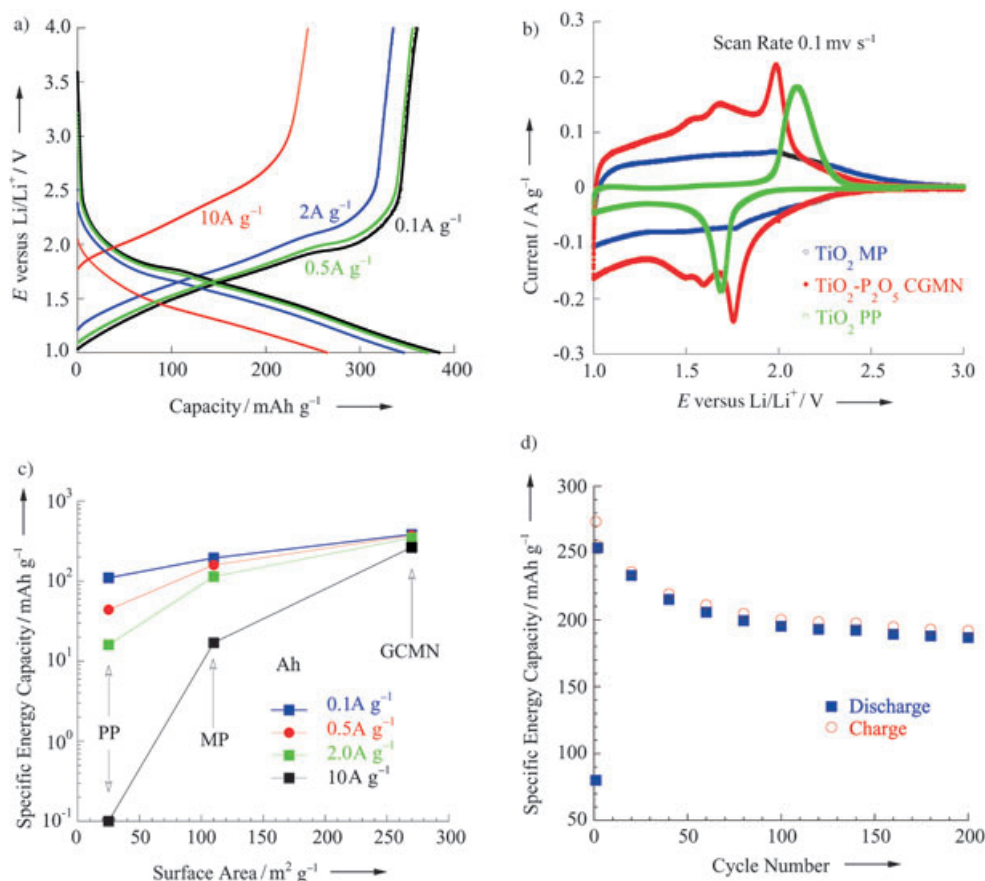 a)
4.0
3.5
3.0
2.5
2.0
1.5
1.0
E versus Li/Li⁺/ V
10A g⁻¹
2A g⁻¹
0.1A g⁻¹
0.5A g⁻¹
0
100
200
300
400
Capacity / mAh g⁻¹
b)
Scan Rate 0.1 mv s⁻¹
0.3
0.2
0.1
0
-0.1
-0.2
-0.3
Current / A g⁻¹
TiO₂ MP
TiO₂-P₂O₅ CGMN
TiO₂ PP
1.0
1.5
2.0
2.5
3.0
E versus Li/Li⁺/ V
c)
10³
10²
10¹
10⁰
10⁻¹
Specific Energy Capacity / mAh g⁻¹
GCMN
Ah
PP
MP
0.1A g⁻¹
0.5A g⁻¹
2.0A g⁻¹
10A g⁻¹
0
50
100
150
200
250
300
Surface Area / m² g⁻¹
d)
300
250
200
150
100
50
Specific Energy Capacity / mAh g⁻¹
Discharge
Charge
0
50
100
150
200
Cycle Number